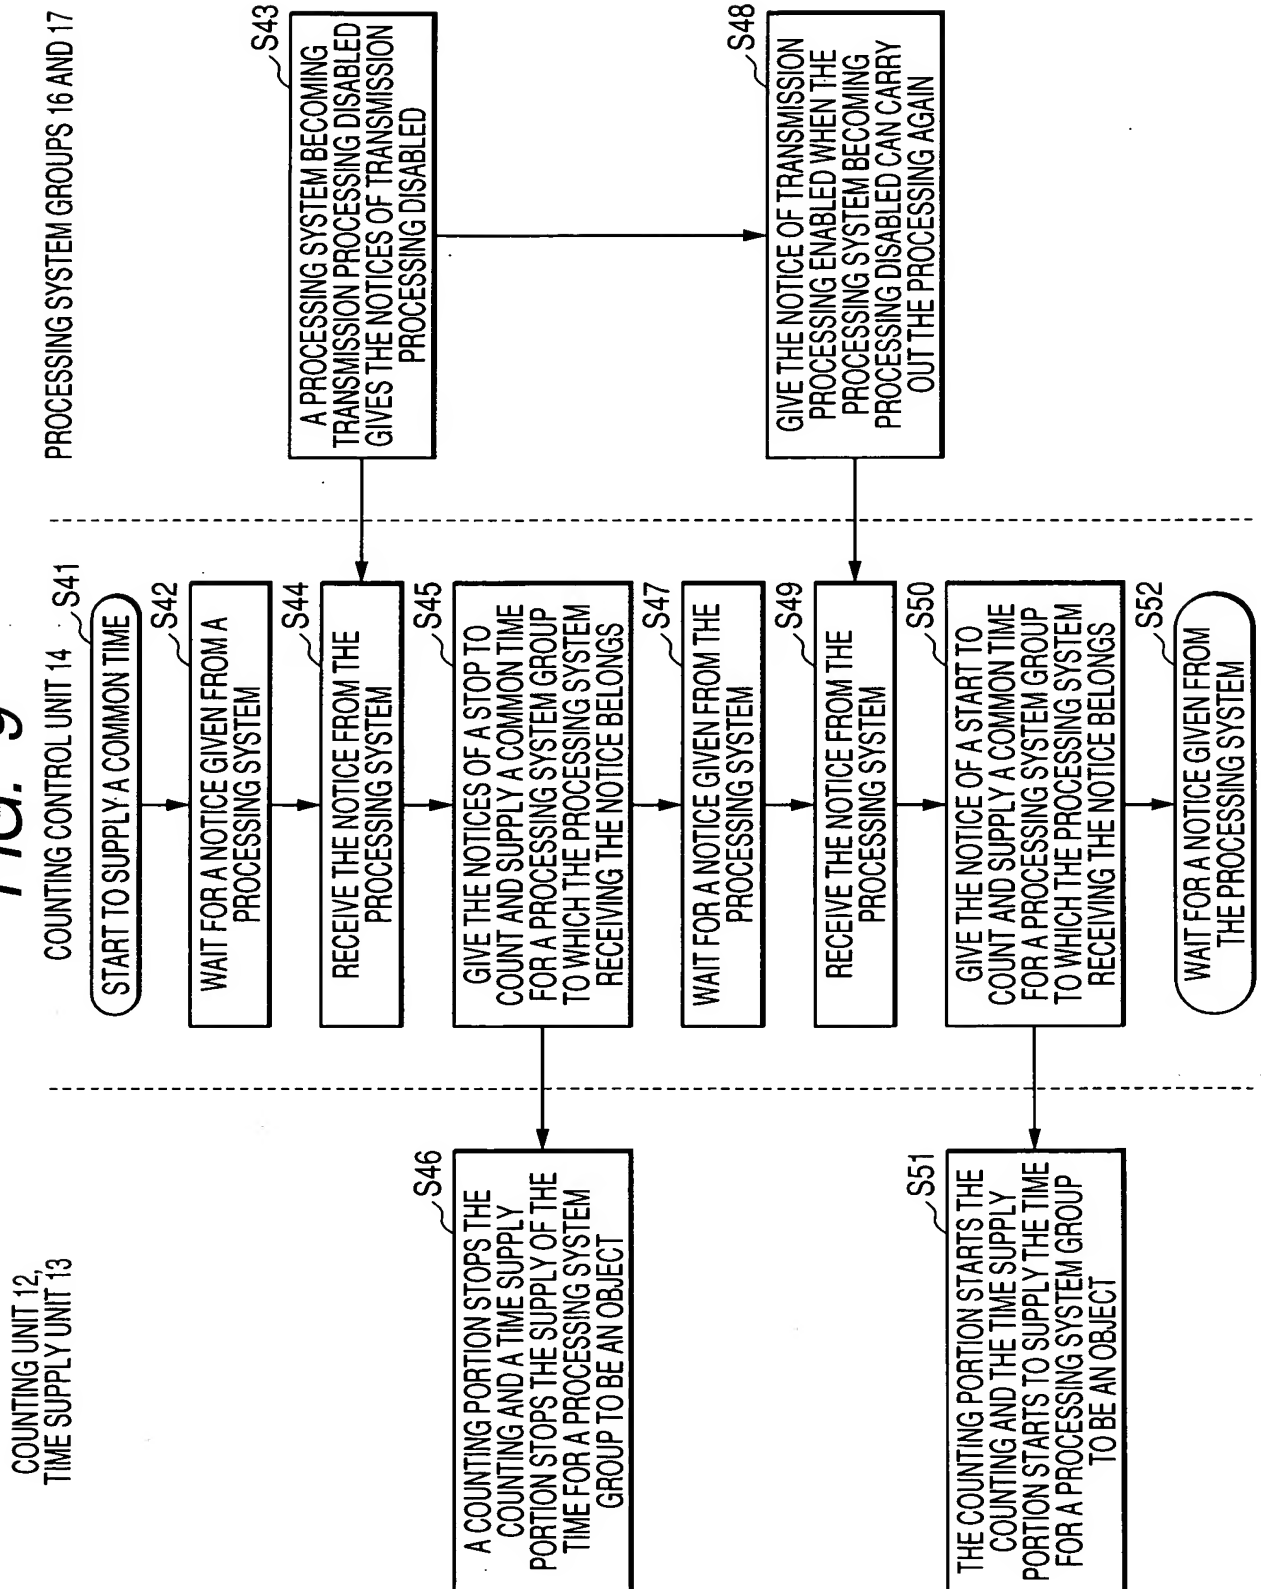 FIG. 9
COUNTING UNIT 12,
TIME SUPPLY UNIT 13
COUNTING CONTROL UNIT 14
PROCESSING SYSTEM GROUPS 16 AND 17
S41
START TO SUPPLY A COMMON TIME
S42
WAIT FOR A NOTICE GIVEN FROM A
PROCESSING SYSTEM
S43
A PROCESSING SYSTEM BECOMING
TRANSMISSION PROCESSING DISABLED
GIVES THE NOTICES OF TRANSMISSION
PROCESSING DISABLED
S44
RECEIVE THE NOTICE FROM THE
PROCESSING SYSTEM
S45
GIVE THE NOTICES OF A STOP TO
COUNT AND SUPPLY A COMMON TIME
FOR A PROCESSING SYSTEM GROUP
TO WHICH THE PROCESSING SYSTEM
RECEIVING THE NOTICE BELONGS
S46
A COUNTING PORTION STOPS THE
COUNTING AND A TIME SUPPLY
PORTION STOPS THE SUPPLY OF THE
TIME FOR A PROCESSING SYSTEM
GROUP TO BE AN OBJECT
S47
WAIT FOR A NOTICE GIVEN FROM THE
PROCESSING SYSTEM
S48
GIVE THE NOTICE OF TRANSMISSION
PROCESSING ENABLED WHEN THE
PROCESSING SYSTEM BECOMING
PROCESSING DISABLED CAN CARRY
OUT THE PROCESSING AGAIN
S49
RECEIVE THE NOTICE FROM THE
PROCESSING SYSTEM
S50
GIVE THE NOTICE OF A START TO
COUNT AND SUPPLY A COMMON TIME
FOR A PROCESSING SYSTEM GROUP
TO WHICH THE PROCESSING SYSTEM
RECEIVING THE NOTICE BELONGS
S51
THE COUNTING PORTION STARTS THE
COUNTING AND THE TIME SUPPLY
PORTION STARTS TO SUPPLY THE TIME
FOR A PROCESSING SYSTEM GROUP
TO BE AN OBJECT
S52
WAIT FOR A NOTICE GIVEN FROM
THE PROCESSING SYSTEM